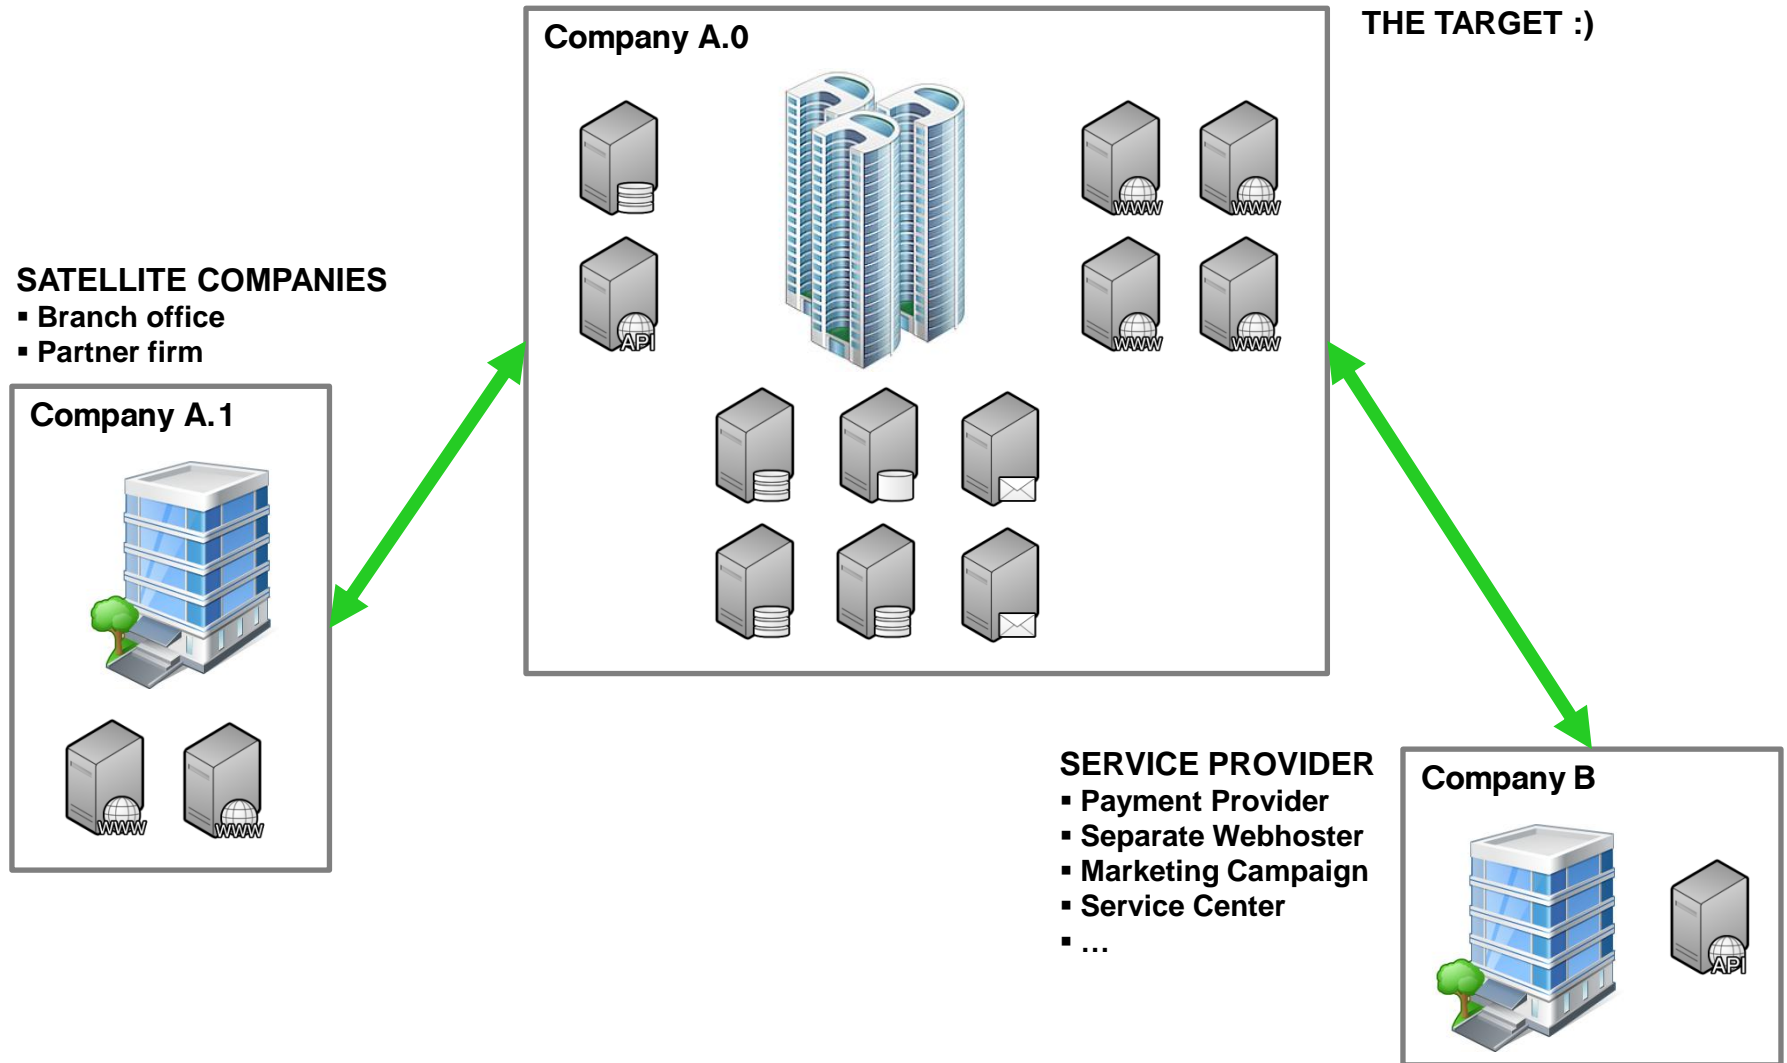 Company A.0
THE TARGET :)
API
WWW
WWW
WWW
WWW
SATELLITE COMPANIES
▪ Branch office
▪ Partner firm
Company A.1
WWW
WWW
SERVICE PROVIDER
▪ Payment Provider
▪ Separate Webhoster
▪ Marketing Campaign
▪ Service Center
▪ …
Company B
API